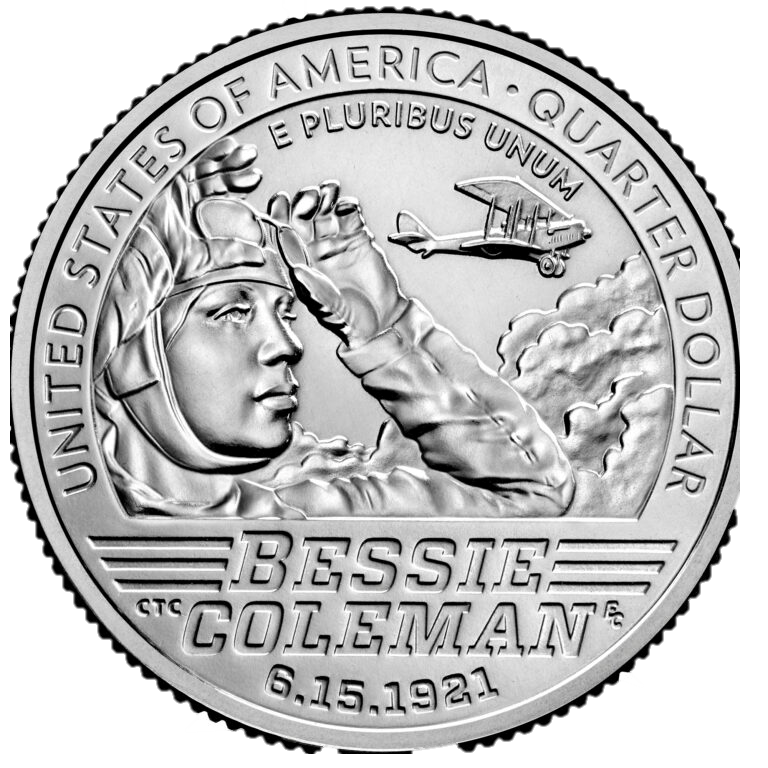 UNITED STATES OF AMERICA · QUARTER DOLLAR
E PLURIBUS UNUM
BESSIE
CTC COLEMAN EC
6.15.1921